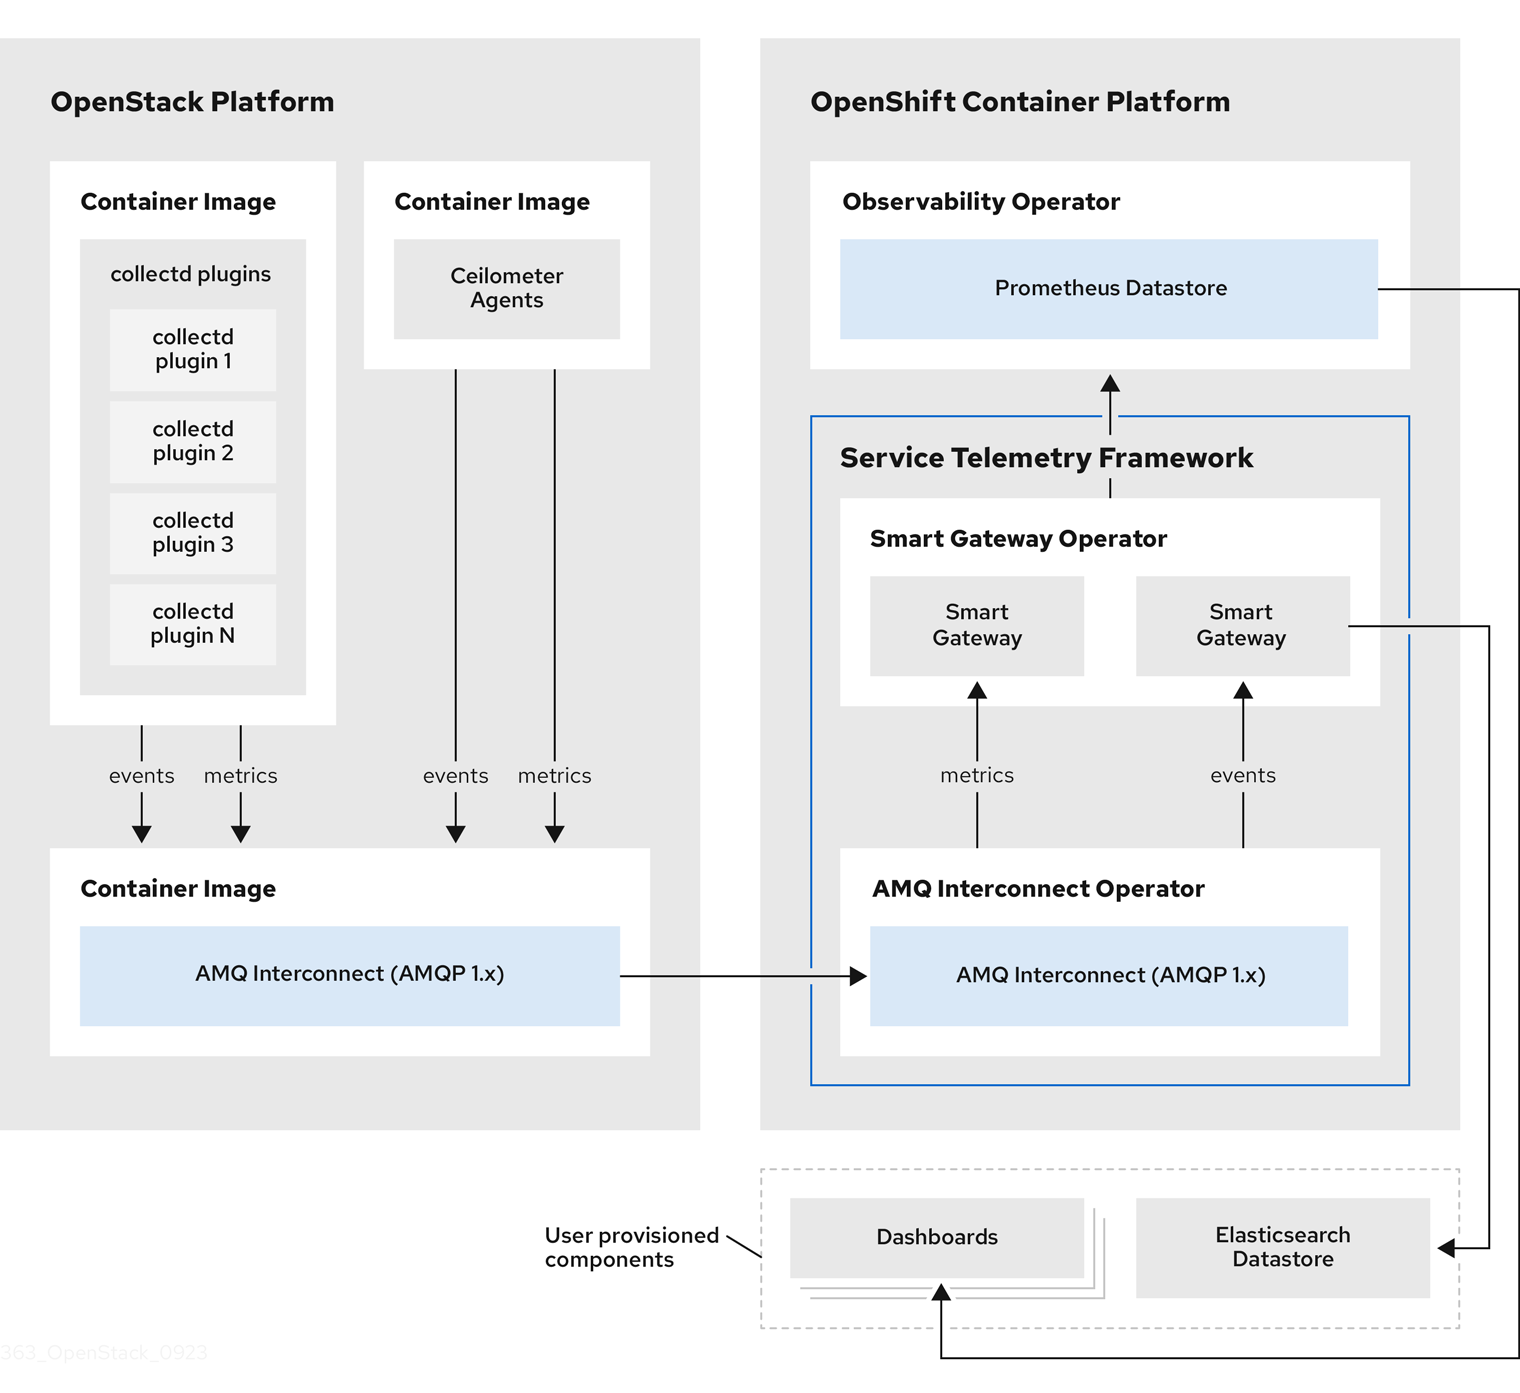 OpenStack Platform
Container Image
collectd plugins
collectd
plugin 1
collectd
plugin 2
collectd
plugin 3
collectd
plugin N
Container Image
Ceilometer
Agents
events
metrics
events
metrics
Container Image
AMQ Interconnect (AMQP 1.x)
OpenShift Container Platform
Observability Operator
Prometheus Datastore
Service Telemetry Framework
Smart Gateway Operator
Smart
Gateway
Smart
Gateway
metrics
events
AMQ Interconnect Operator
AMQ Interconnect (AMQP 1.x)
User provisioned
components
Dashboards
Elasticsearch
Datastore
363_OpenStack_0923